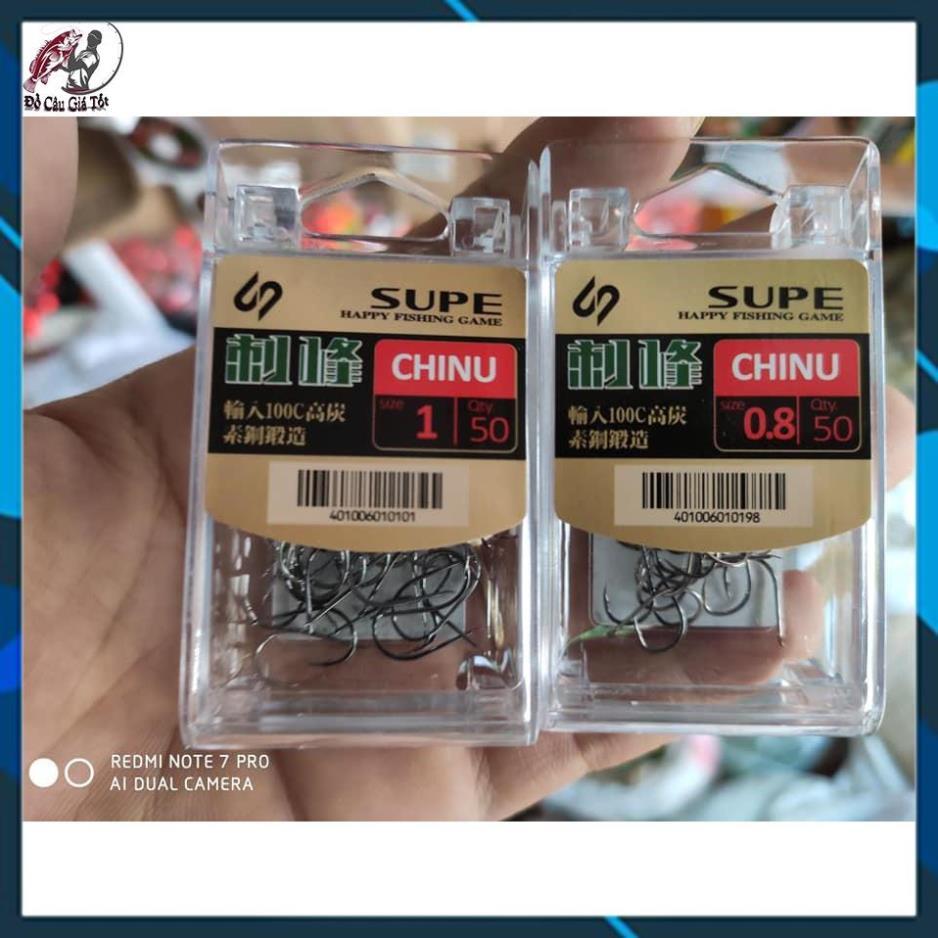 Đồ Câu Giá Tốt
SUPE
HAPPY FISHING GAME
刺峰
CHINU
輸入100C高炭
素鋼鍛造
size
1
Qty.
50
401006010101
SUPE
HAPPY FISHING GAME
刺峰
CHINU
輸入100C高炭
素鋼鍛造
size
0.8
Qty.
50
401006010198
REDMI NOTE 7 PRO
AI DUAL CAMERA